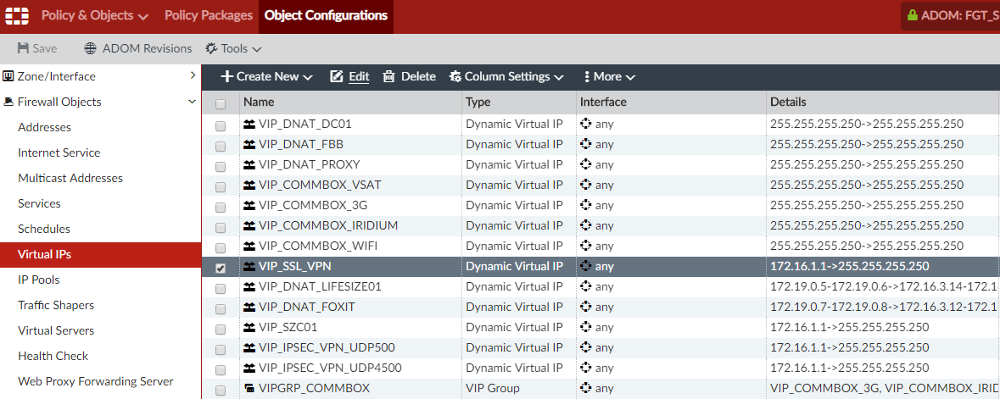 Policy & Objects Policy Packages Object Configurations ADOM: FGT_S
Save ADOM Revisions Tools
Zone/Interface
Firewall Objects
Addresses
Internet Service
Multicast Addresses
Services
Schedules
Virtual IPs
IP Pools
Traffic Shapers
Virtual Servers
Health Check
Web Proxy Forwarding Server
Create New Edit Delete Column Settings More
Name Type Interface Details
VIP_DNAT_DC01 Dynamic Virtual IP any 255.255.255.250->255.255.255.250
VIP_DNAT_FBB Dynamic Virtual IP any 255.255.255.250->255.255.255.250
VIP_DNAT_PROXY Dynamic Virtual IP any 255.255.255.250->255.255.255.250
VIP_COMMBOX_VSAT Dynamic Virtual IP any 255.255.255.250->255.255.255.250
VIP_COMMBOX_3G Dynamic Virtual IP any 255.255.255.250->255.255.255.250
VIP_COMMBOX_IRIDIUM Dynamic Virtual IP any 255.255.255.250->255.255.255.250
VIP_COMMBOX_WIFI Dynamic Virtual IP any 255.255.255.250->255.255.255.250
VIP_SSL_VPN Dynamic Virtual IP any 172.16.1.1->255.255.255.250
VIP_DNAT_LIFESIZE01 Dynamic Virtual IP any 172.19.0.5-172.19.0.6->172.16.3.14-172.1
VIP_DNAT_FOXIT Dynamic Virtual IP any 172.19.0.7-172.19.0.8->172.16.3.12-172.1
VIP_SZC01 Dynamic Virtual IP any 172.16.1.1->255.255.255.250
VIP_IPSEC_VPN_UDP500 Dynamic Virtual IP any 172.16.1.1->255.255.255.250
VIP_IPSEC_VPN_UDP4500 Dynamic Virtual IP any 172.16.1.1->255.255.255.250
VIPGRP_COMMBOX VIP Group any VIP_COMMBOX_3G, VIP_COMMBOX_IRID